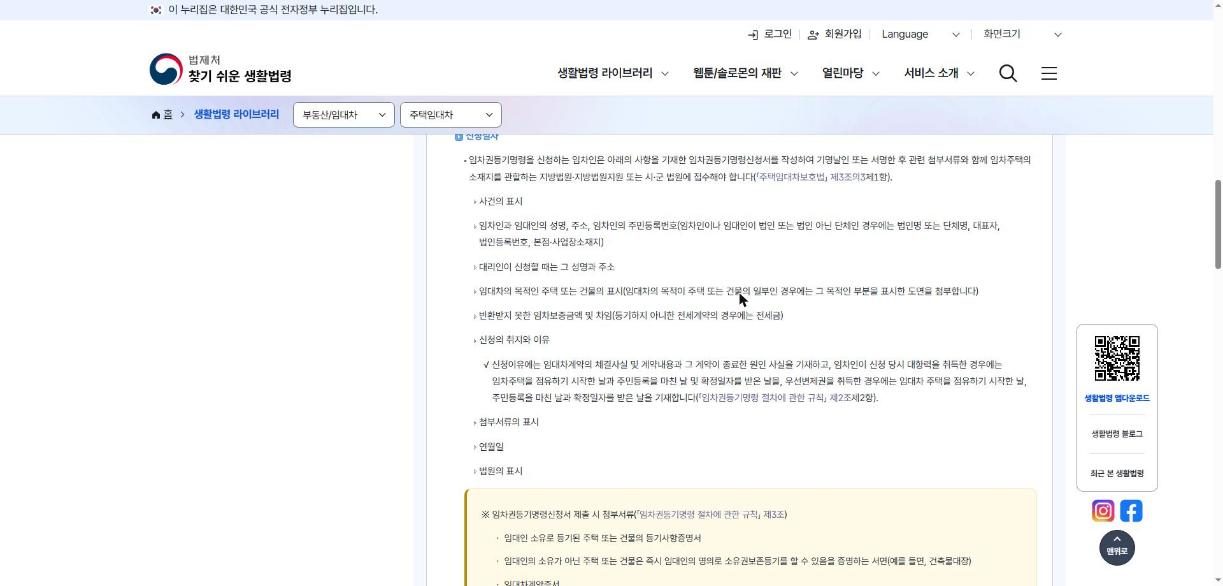 이 누리집은 대한민국 공식 전자정부 누리집입니다.
로그인 회원가입 Language 화면크기
법제처
찾기 쉬운 생활법령
생활법령 라이브러리 웹툰/솔로몬의 재판 열린마당 서비스 소개
홈 > 생활법령 라이브러리 부동산/임대차 주택임대차
신청절차
• 임차권등기명령을 신청하는 임차인은 아래의 사항을 기재한 임차권등기명령신청서를 작성하여 기명날인 또는 서명한 후 관련 첨부서류와 함께 임차주택의
소재지를 관할하는 지방법원·지방법원지원 또는 시·군 법원에 접수해야 합니다(「주택임대차보호법」 제3조의3제1항).
› 사건의 표시
› 임차인과 임대인의 성명, 주소, 임차인의 주민등록번호(임차인이나 임대인이 법인 또는 법인 아닌 단체인 경우에는 법인명 또는 단체명, 대표자,
법인등록번호, 본점·사업장소재지)
› 대리인이 신청할 때는 그 성명과 주소
› 임대차의 목적인 주택 또는 건물의 표시(임대차의 목적이 주택 또는 건물의 일부인 경우에는 그 목적인 부분을 표시한 도면을 첨부합니다)
› 반환받지 못한 임차보증금액 및 차임(등기하지 아니한 전세계약의 경우에는 전세금)
› 신청의 취지와 이유
√ 신청이유에는 임대차계약의 체결사실 및 계약내용과 그 계약이 종료한 원인 사실을 기재하고, 임차인이 신청 당시 대항력을 취득한 경우에는
임차주택을 점유하기 시작한 날과 주민등록을 마친 날 및 확정일자를 받은 날을, 우선변제권을 취득한 경우에는 임대차 주택을 점유하기 시작한 날,
주민등록을 마친 날과 확정일자를 받은 날을 기재합니다(「임차권등기명령 절차에 관한 규칙」 제2조제2항).
› 첨부서류의 표시
› 연월일
› 법원의 표시
※ 임차권등기명령신청서 제출 시 첨부서류(「임차권등기명령 절차에 관한 규칙」 제3조)
· 임대인 소유로 등기된 주택 또는 건물의 등기사항증명서
· 임대인의 소유가 아닌 주택 또는 건물은 즉시 임대인의 명의로 소유권보존등기를 할 수 있음을 증명하는 서면(예를 들면, 건축물대장)
· 임대차계약증서
생활법령 앱다운로드
생활법령 블로그
최근 본 생활법령
맨위로